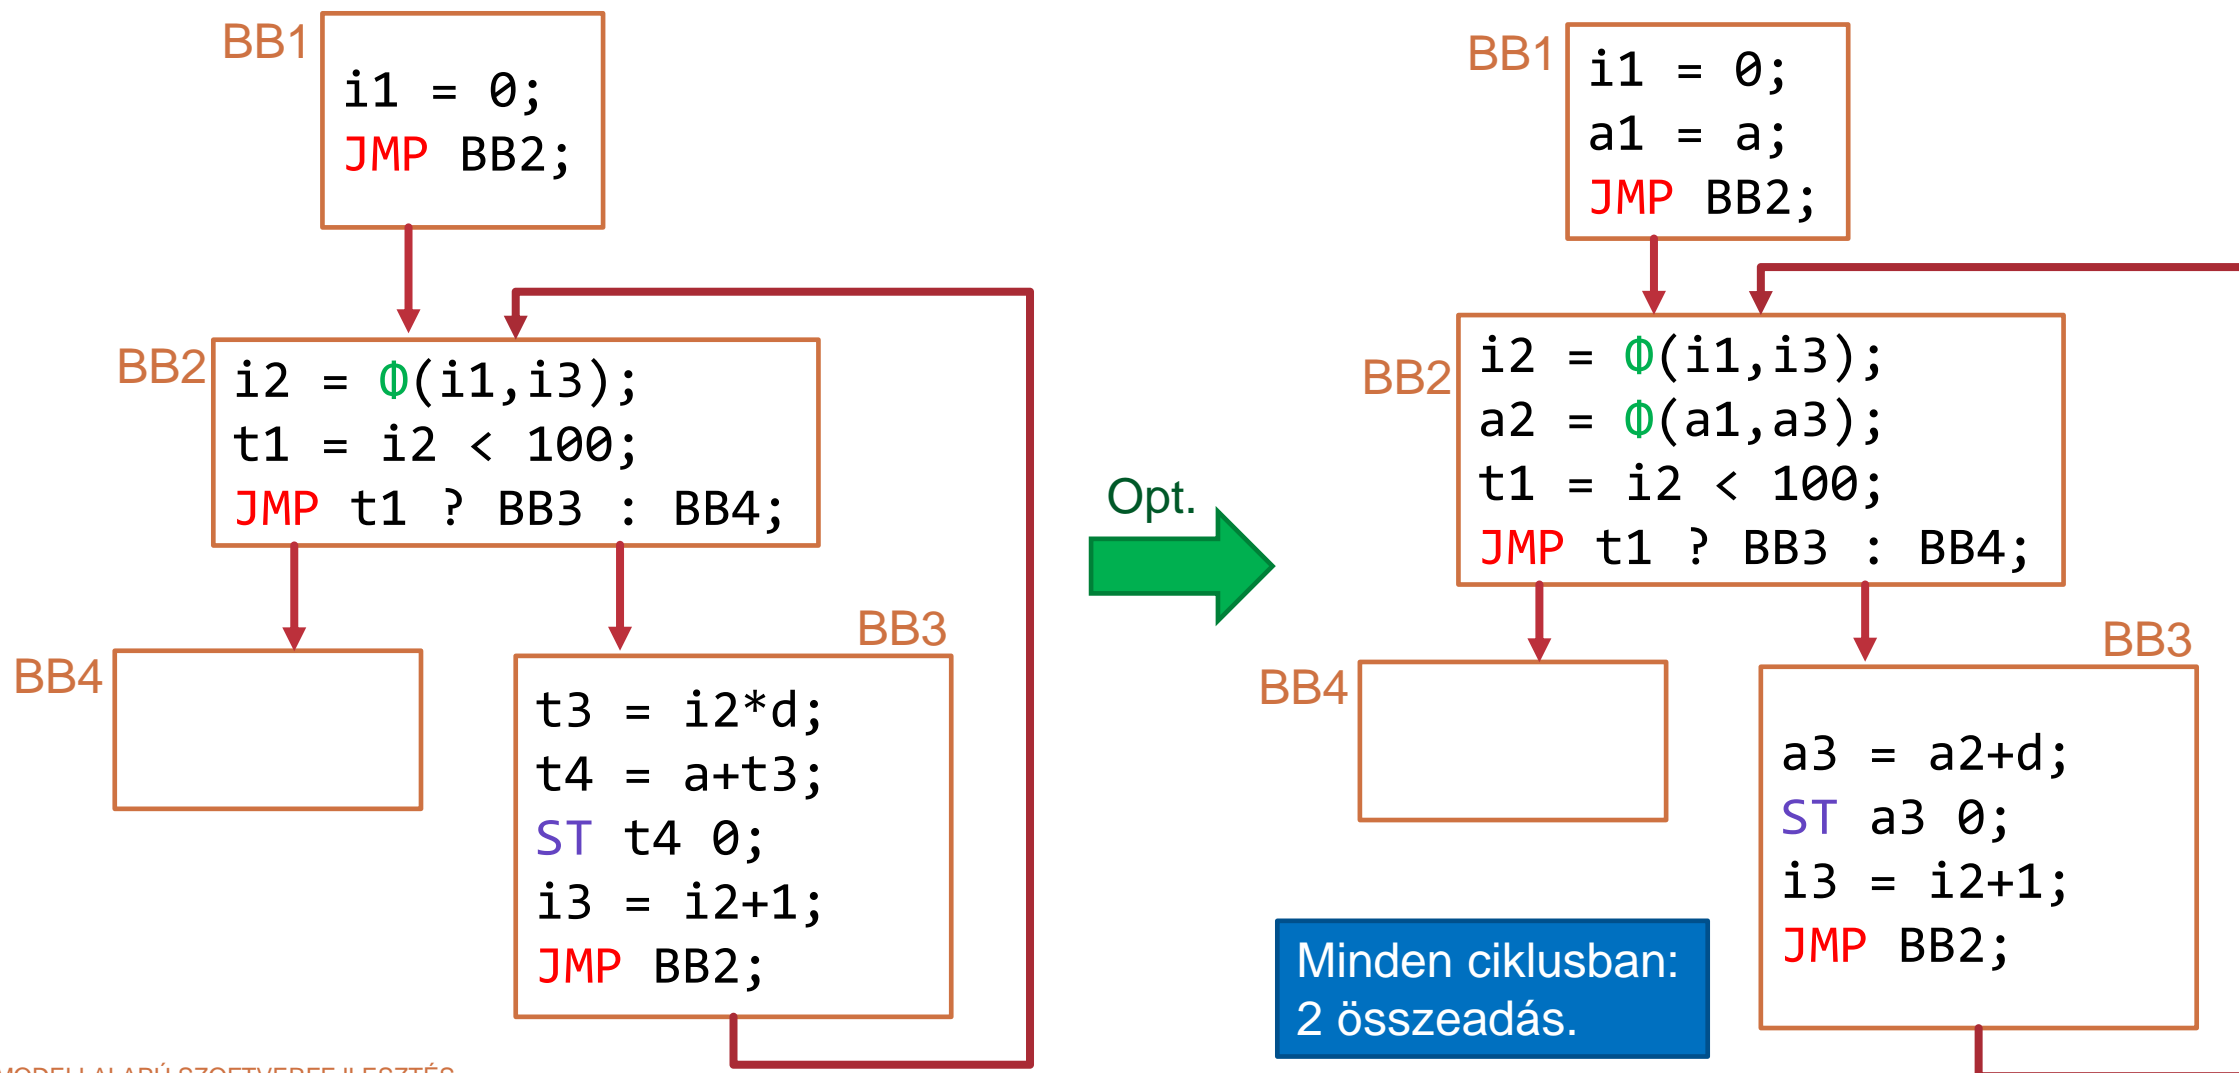 BB1
i1 = 0;
JMP BB2;
BB2
i2 = Φ(i1,i3);
t1 = i2 < 100;
JMP t1 ? BB3 : BB4;
BB4
BB3
t3 = i2*d;
t4 = a+t3;
ST t4 0;
i3 = i2+1;
JMP BB2;
Opt.
BB1
i1 = 0;
a1 = a;
JMP BB2;
BB2
i2 = Φ(i1,i3);
a2 = Φ(a1,a3);
t1 = i2 < 100;
JMP t1 ? BB3 : BB4;
BB4
BB3
a3 = a2+d;
ST a3 0;
i3 = i2+1;
JMP BB2;
Minden ciklusban:
2 összeadás.